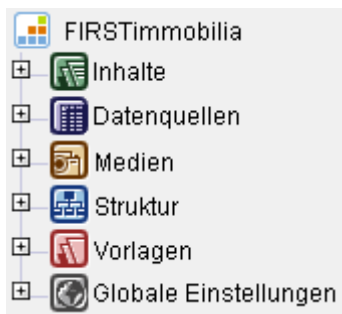 FIRSTimmobilia
Inhalte
Datenquellen
Medien
Struktur
Vorlagen
Globale Einstellungen